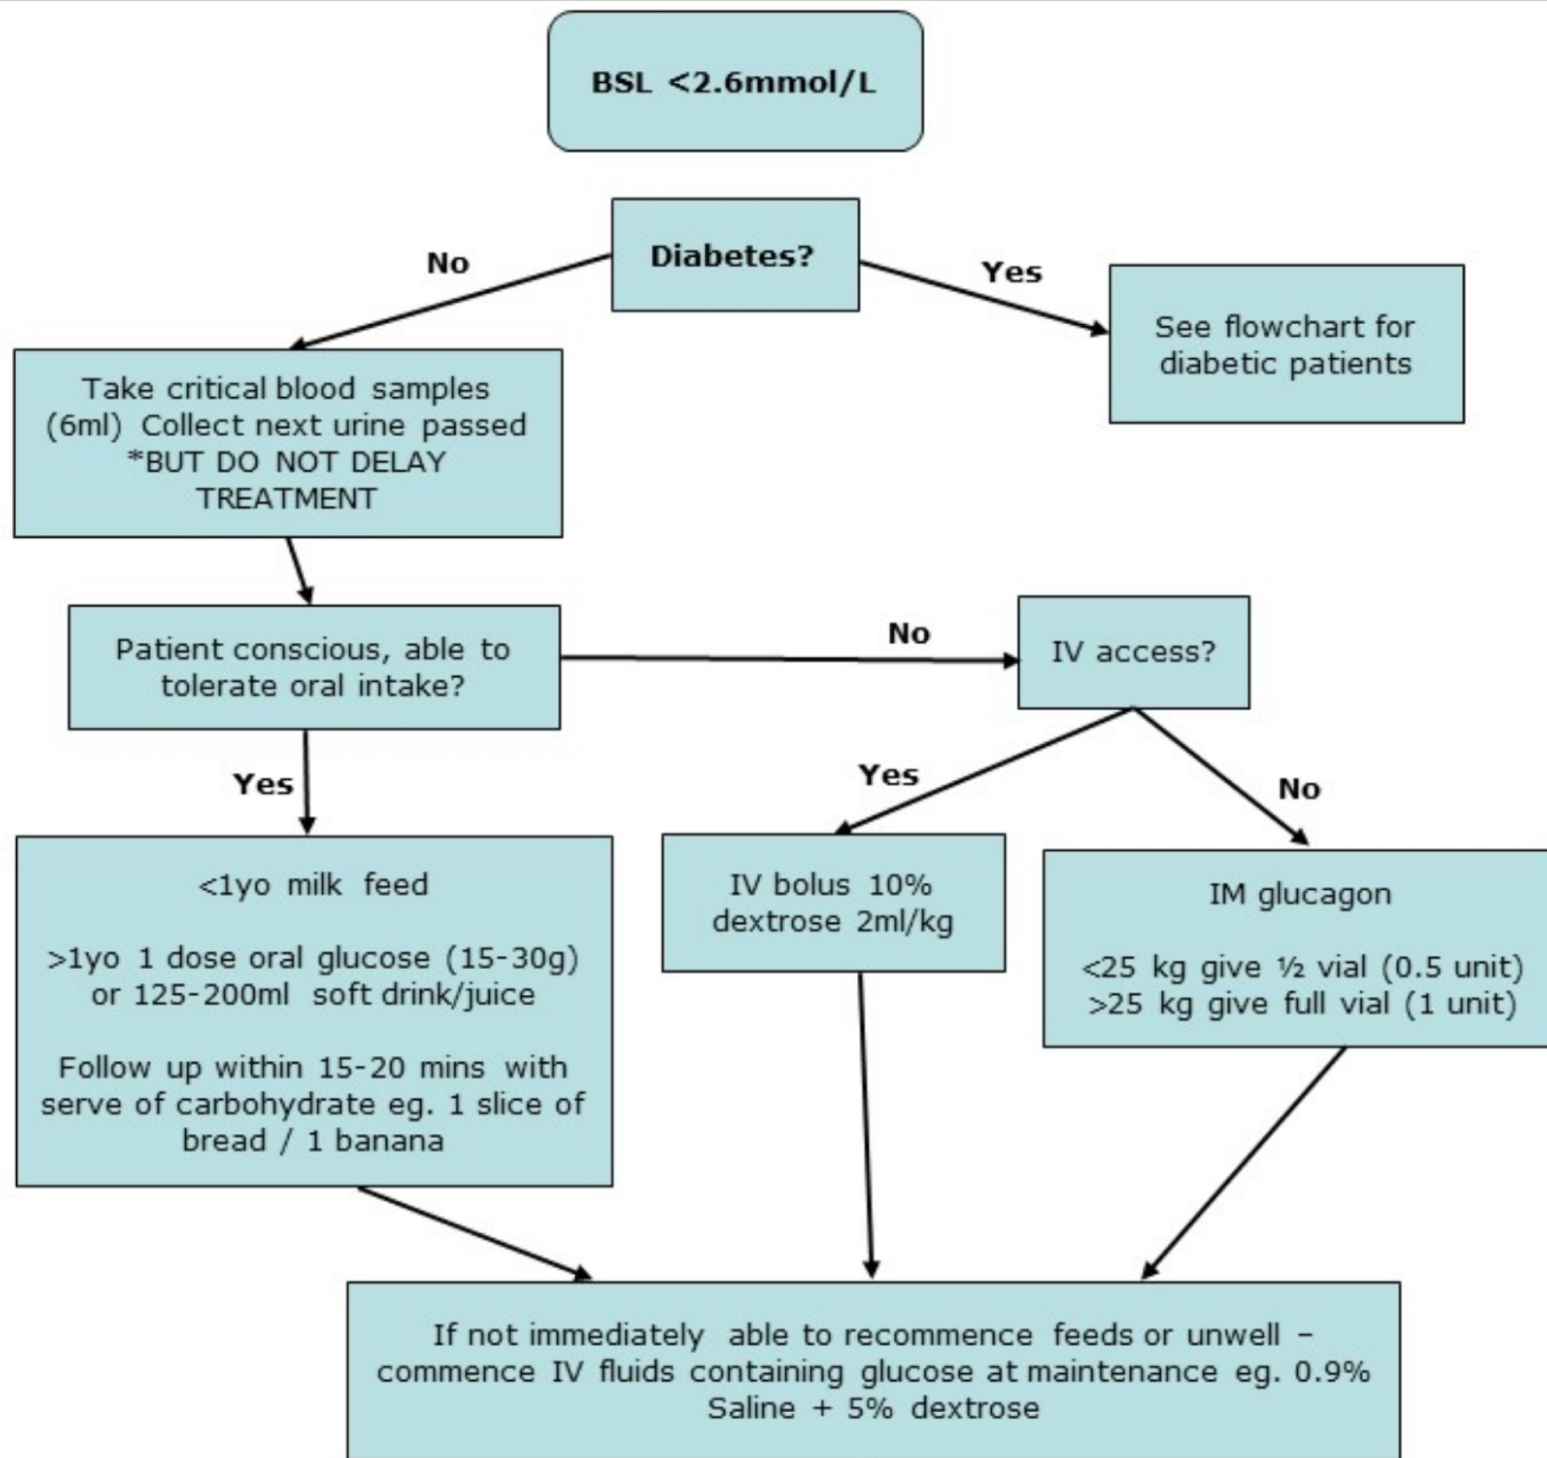 BSL <2.6mmol/L
Diabetes?
No
Yes
See flowchart for
diabetic patients
Take critical blood samples
(6ml) Collect next urine passed
*BUT DO NOT DELAY
TREATMENT
Patient conscious, able to
tolerate oral intake?
No
IV access?
Yes
Yes
No
<1yo milk feed
>1yo 1 dose oral glucose (15-30g)
or 125-200ml soft drink/juice
Follow up within 15-20 mins with
serve of carbohydrate eg. 1 slice of
bread / 1 banana
IV bolus 10%
dextrose 2ml/kg
IM glucagon
<25 kg give ½ vial (0.5 unit)
>25 kg give full vial (1 unit)
If not immediately able to recommence feeds or unwell –
commence IV fluids containing glucose at maintenance eg. 0.9%
Saline + 5% dextrose